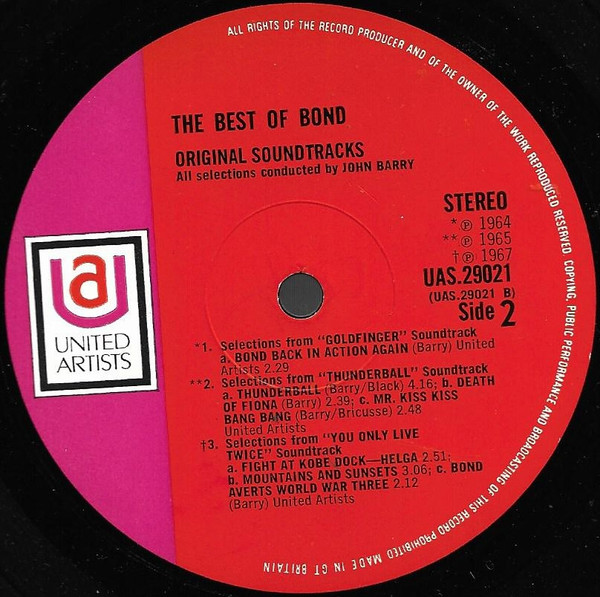 ALL RIGHTS OF THE RECORD PRODUCER AND OF THE OWNER OF THE WORK REPRODUCED RESERVED COPYING, PUBLIC PERFORMANCE AND BROADCASTING OF THIS RECORD PROHIBITED MADE IN GT BRITAIN
THE BEST OF BOND
ORIGINAL SOUNDTRACKS
All selections conducted by JOHN BARRY
STEREO
* ℗ 1964
** ℗ 1965
†℗ 1967
UAS.29021
(UAS.29021 B)
Side 2
ua
UNITED
ARTISTS
*1. Selections from "GOLDFINGER" Soundtrack
a. BOND BACK IN ACTION AGAIN (Barry) United
Artists 2.29
**2. Selections from "THUNDERBALL" Soundtrack
a. THUNDERBALL (Barry/Black) 4.16; b. DEATH
OF FIONA (Barry) 2.39; c. MR. KISS KISS
BANG BANG (Barry/Bricusse) 2.48
United Artists
†3. Selections from "YOU ONLY LIVE
TWICE" Soundtrack
a. FIGHT AT KOBE DOCK—HELGA 2.51;
b. MOUNTAINS AND SUNSETS 3.06; c. BOND
AVERTS WORLD WAR THREE 2.12
(Barry) United Artists